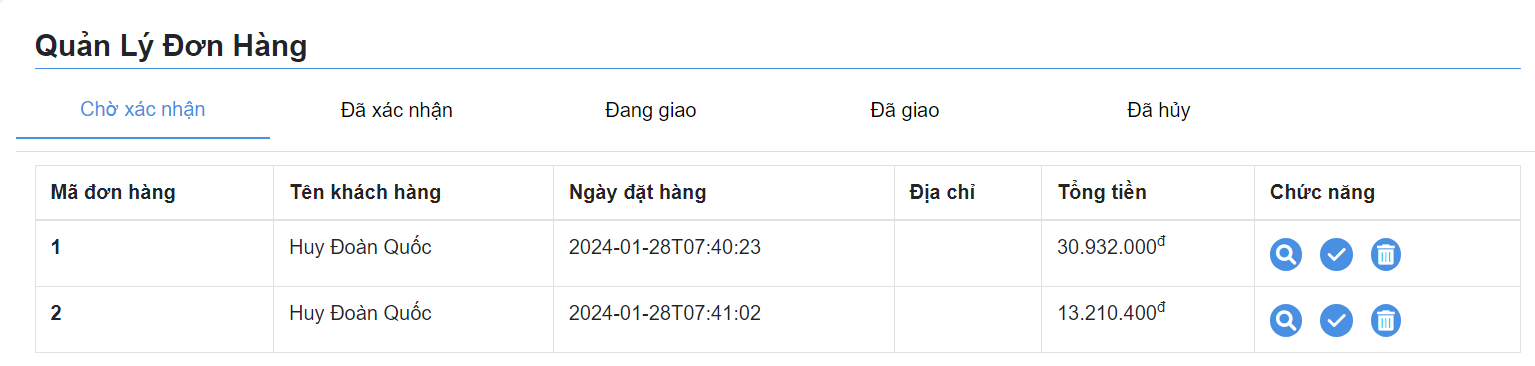 Quản Lý Đơn Hàng
Chờ xác nhận Đã xác nhận Đang giao Đã giao Đã hủy
Mã đơn hàng Tên khách hàng Ngày đặt hàng Địa chỉ Tổng tiền Chức năng
1 Huy Đoàn Quốc 2024-01-28T07:40:23 30.932.000đ
2 Huy Đoàn Quốc 2024-01-28T07:41:02 13.210.400đ